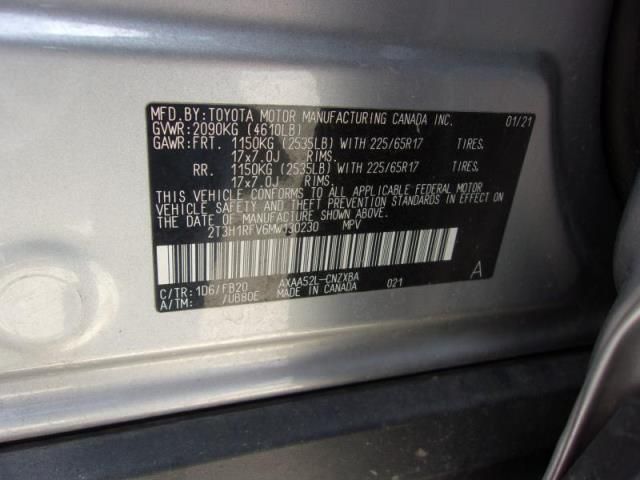 MFD. BY: TOYOTA MOTOR MANUFACTURING CANADA INC. 01/21
GVWR: 2090KG (4610LB)
GAWR: FRT. 1150KG (2535LB) WITH 225/65R17 TIRES.
17x7.0J RIMS.
RR. 1150KG (2535LB) WITH 225/65R17 TIRES.
17x7.0J RIMS.
THIS VEHICLE CONFORMS TO ALL APPLICABLE FEDERAL MOTOR
VEHICLE SAFETY AND THEFT PREVENTION STANDARDS IN EFFECT ON THE
DATE OF MANUFACTURE SHOWN ABOVE.
2T3H1RFV6MW130230 MPV
C/TR: 1D6/FB20 AXAA52L-CNZXBA 021 A
A/TM: /UB80E MADE IN CANADA